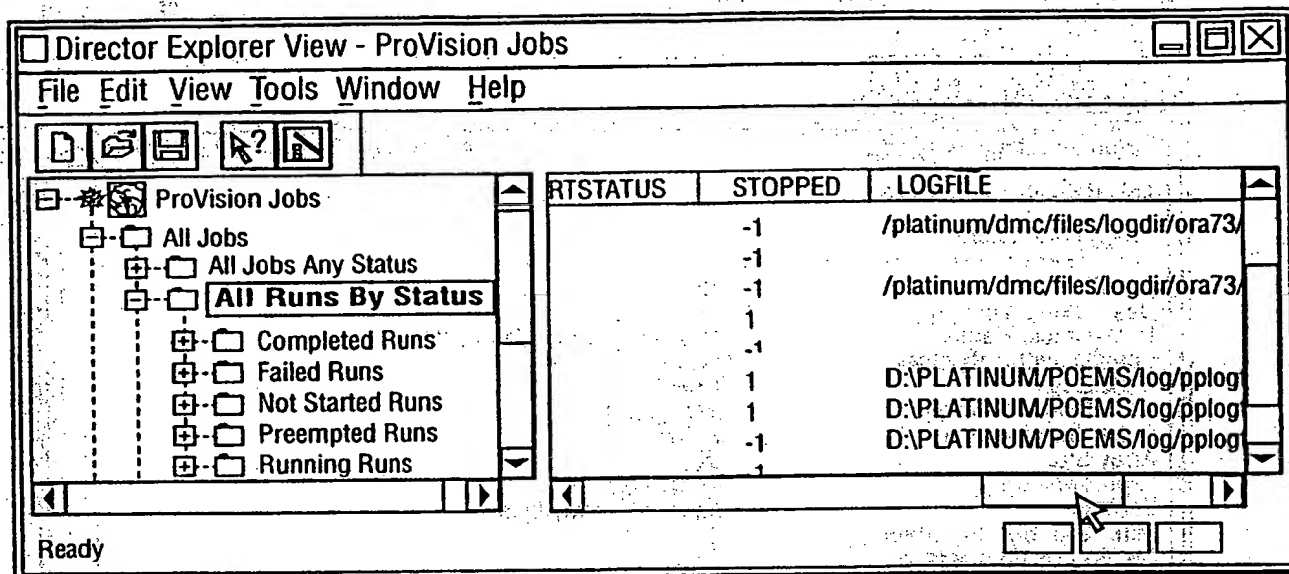 Director Explorer View - ProVision Jobs
File Edit View Tools Window Help
?
ProVision Jobs
All Jobs
All Jobs Any Status
All Runs By Status
Completed Runs
Failed Runs
Not Started Runs
Preempted Runs
Running Runs
RTSTATUS STOPPED LOGFILE
-1 /platinum/dmc/files/logdir/ora73/
-1
-1 /platinum/dmc/files/logdir/ora73/
1
-1
1 D:\PLATINUM/POEMS/log/pplog
1 D:\PLATINUM/POEMS/log/pplog
-1 D:\PLATINUM/POEMS/log/pplog
Ready